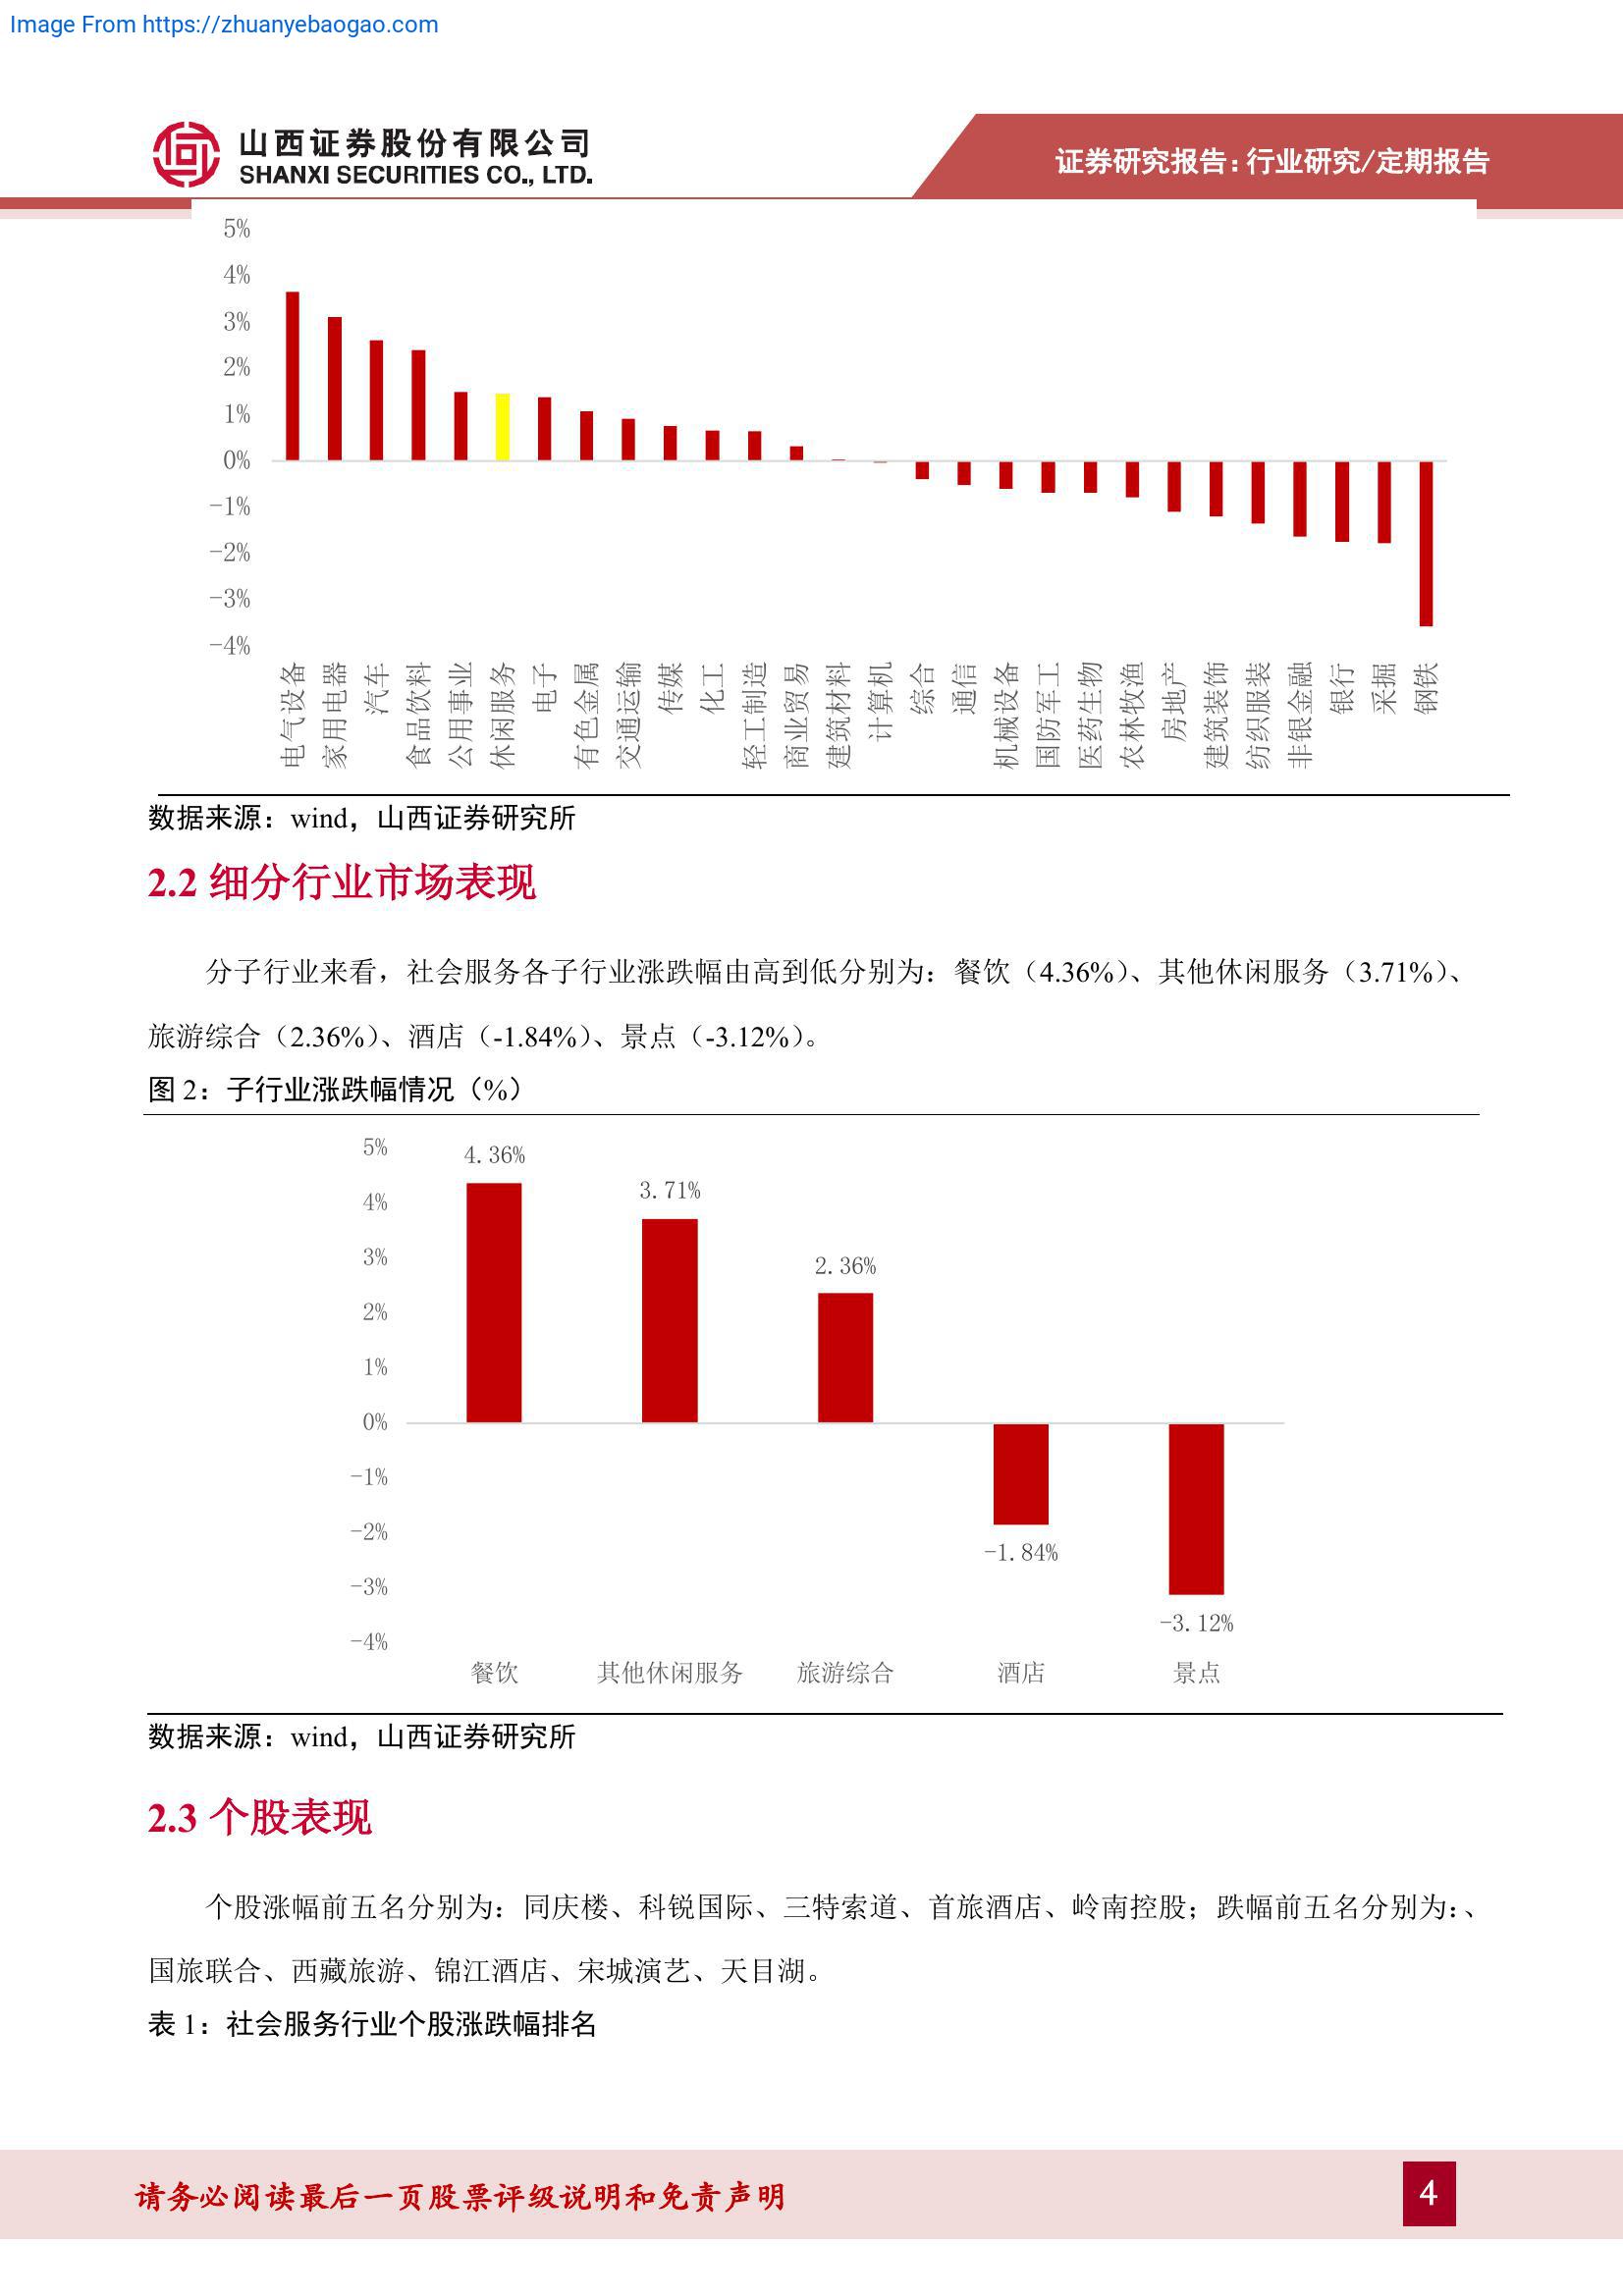 Image From https://zhuanyebaogao.com
山西证券股份有限公司
SHANXI SECURITIES CO., LTD.
证券研究报告:行业研究/定期报告
5%
4%
3%
2%
1%
0%
-1%
-2%
-3%
-4%
电气设备
家用电器
汽车
食品饮料
公用事业
休闲服务
电子
有色金属
交通运输
传媒
化工
轻工制造
商业贸易
建筑材料
计算机
综合
通信
机械设备
国防军工
医药生物
农林牧渔
房地产
建筑装饰
纺织服装
非银金融
银行
采掘
钢铁
数据来源：wind，山西证券研究所
2.2 细分行业市场表现
分子行业来看，社会服务各子行业涨跌幅由高到低分别为：餐饮（4.36%）、其他休闲服务（3.71%）、
旅游综合（2.36%）、酒店（-1.84%）、景点（-3.12%）。
图 2：子行业涨跌幅情况（%）
5%
4%
3%
2%
1%
0%
-1%
-2%
-3%
-4%
4.36%
3.71%
2.36%
-1.84%
-3.12%
餐饮
其他休闲服务
旅游综合
酒店
景点
数据来源：wind，山西证券研究所
2.3 个股表现
个股涨幅前五名分别为：同庆楼、科锐国际、三特索道、首旅酒店、岭南控股；跌幅前五名分别为：、
国旅联合、西藏旅游、锦江酒店、宋城演艺、天目湖。
表 1：社会服务行业个股涨跌幅排名
请务必阅读最后一页股票评级说明和免责声明
4